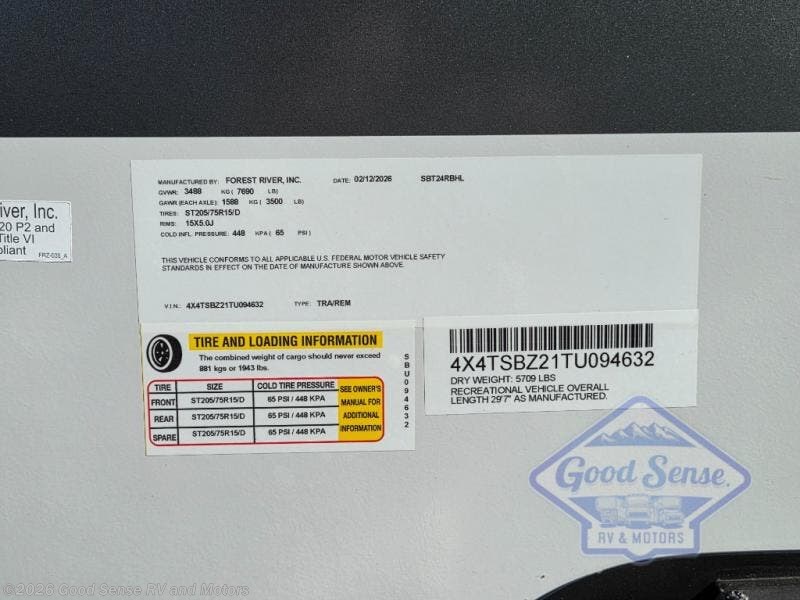 MANUFACTURED BY: FOREST RIVER, INC. DATE: 02/12/2026 SBT24RBHL
GVWR: 3488 KG ( 7690 LB)
GAWR (EACH AXLE): 1588 KG ( 3500 LB)
TIRES: ST205/75R15/D
RIMS: 15X5.0J
COLD INFL. PRESSURE: 448 KPA ( 65 PSI )
THIS VEHICLE CONFORMS TO ALL APPLICABLE U.S. FEDERAL MOTOR VEHICLE SAFETY
STANDARDS IN EFFECT ON THE DATE OF MANUFACTURE SHOWN ABOVE.
V.I.N.: 4X4TSBZ21TU094632 TYPE: TRA/REM
iver, Inc.
20 P2 and
Title VI
pliant
FRZ-035_A
TIRE AND LOADING INFORMATION
The combined weight of cargo should never exceed
881 kgs or 1943 lbs.
TIRE SIZE COLD TIRE PRESSURE SEE OWNER'S
FRONT ST205/75R15/D 65 PSI / 448 KPA MANUAL FOR
REAR ST205/75R15/D 65 PSI / 448 KPA ADDITIONAL
SPARE ST205/75R15/D 65 PSI / 448 KPA INFORMATION
SBU094632
4X4TSBZ21TU094632
DRY WEIGHT: 5709 LBS
RECREATIONAL VEHICLE OVERALL
LENGTH 29'7" AS MANUFACTURED.
Good Sense.
RV & MOTORS
©2026 Good Sense RV and Motors